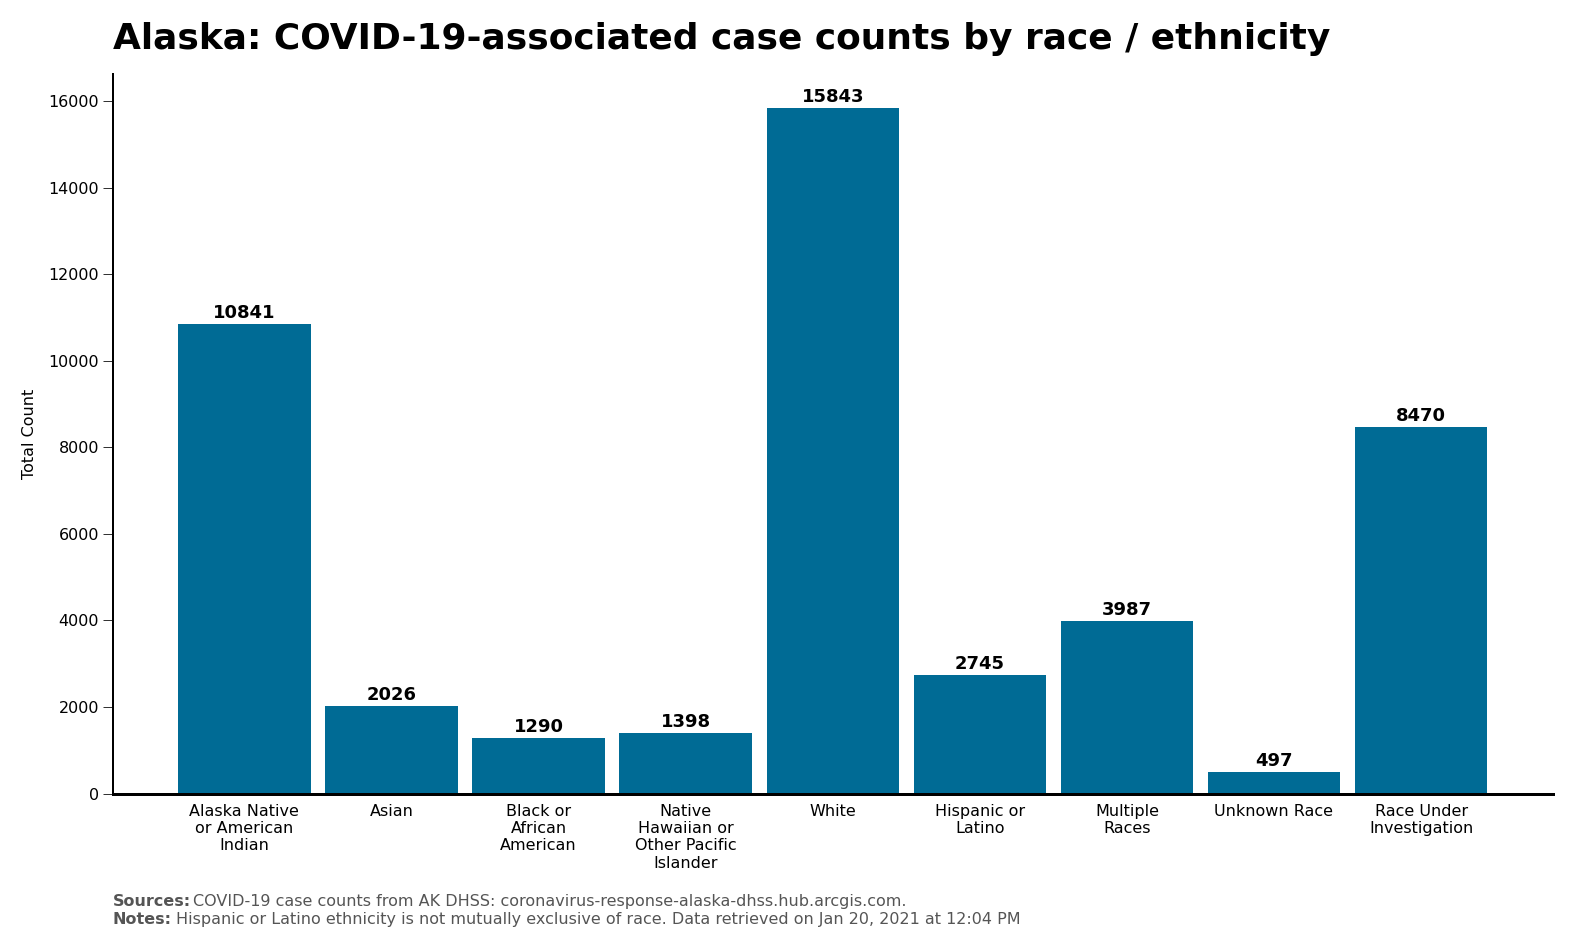 Alaska: COVID-19-associated case counts by race / ethnicity
Total Count
16000
14000
12000
10000
8000
6000
4000
2000
0
10841
2026
1290
1398
15843
2745
3987
497
8470
Alaska Native
or American
Indian
Asian
Black or
African
American
Native
Hawaiian or
Other Pacific
Islander
White
Hispanic or
Latino
Multiple
Races
Unknown Race
Race Under
Investigation
Sources: COVID-19 case counts from AK DHSS: coronavirus-response-alaska-dhss.hub.arcgis.com.
Notes: Hispanic or Latino ethnicity is not mutually exclusive of race. Data retrieved on Jan 20, 2021 at 12:04 PM